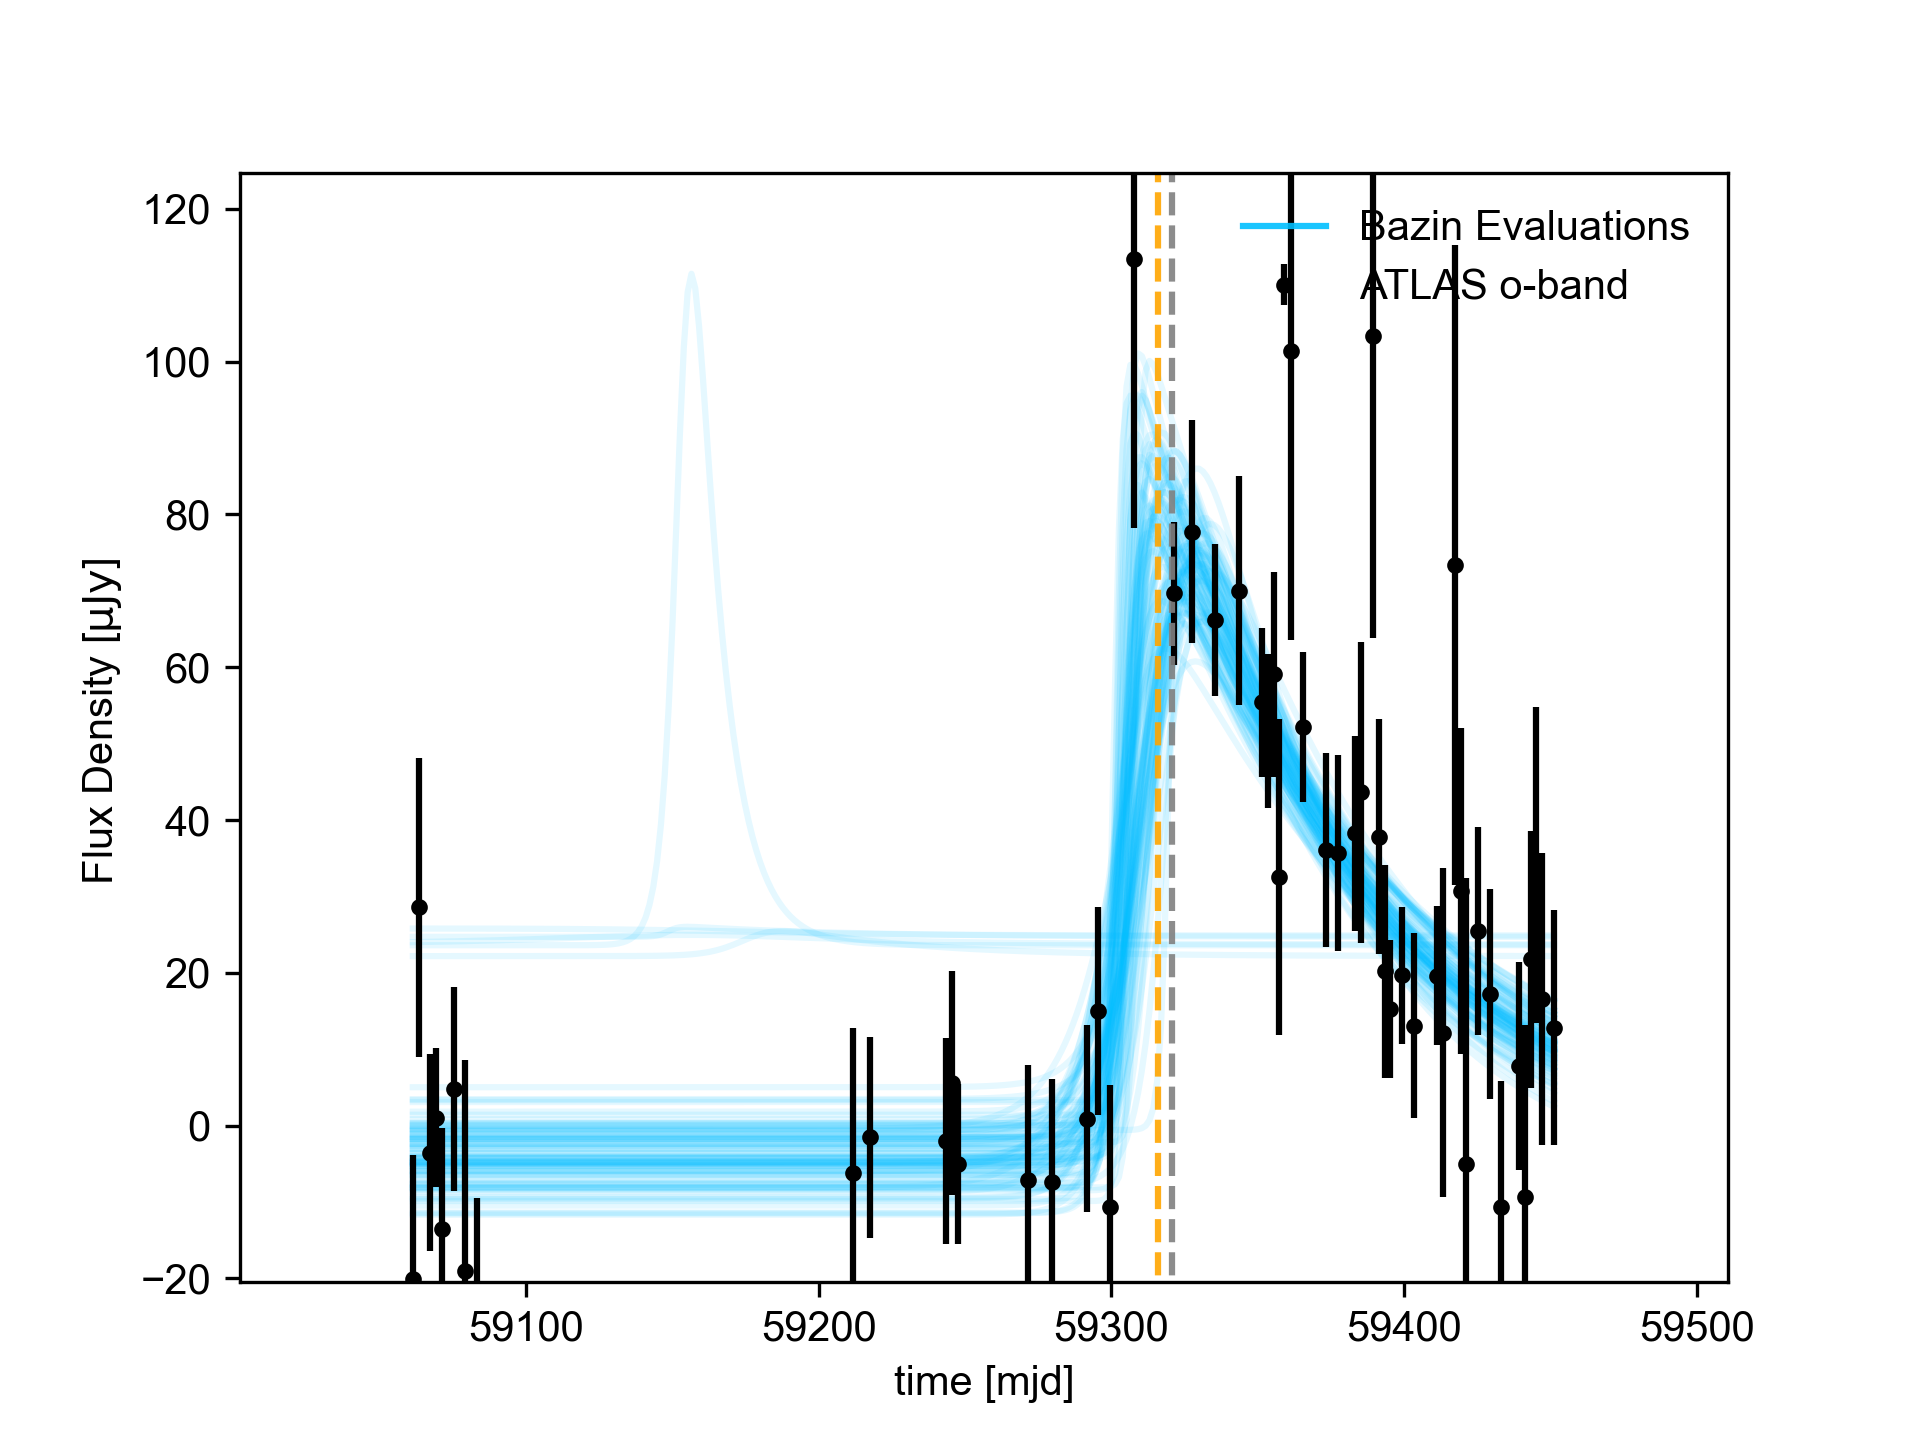 Bazin Evaluations
ATLAS o-band
120
100
80
60
40
20
0
−20
Flux Density [μJy]
59100 59200 59300 59400 59500
time [mjd]